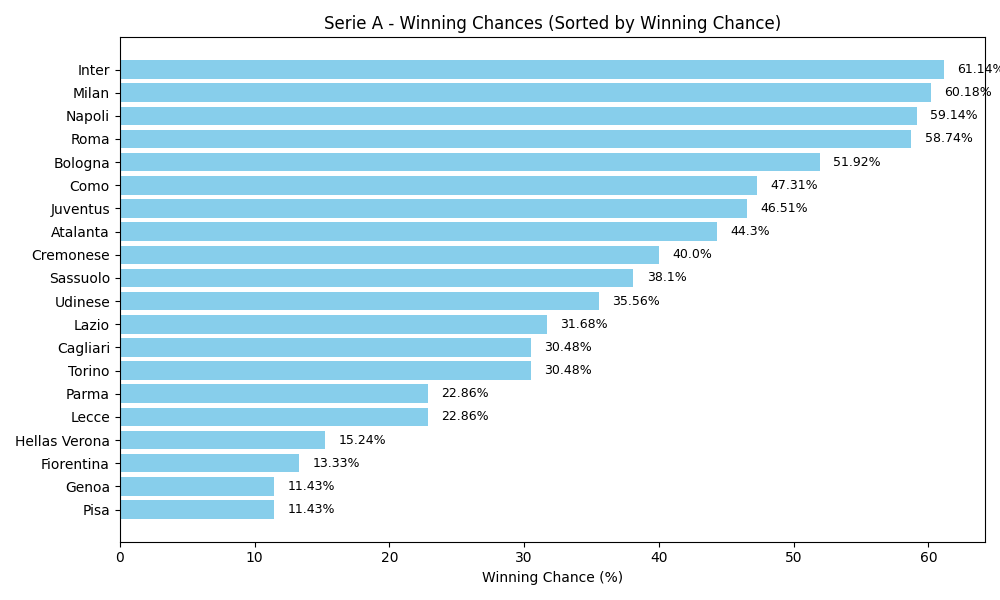 Serie A - Winning Chances (Sorted by Winning Chance)
Inter 61.14%
Milan 60.18%
Napoli 59.14%
Roma 58.74%
Bologna 51.92%
Como 47.31%
Juventus 46.51%
Atalanta 44.3%
Cremonese 40.0%
Sassuolo 38.1%
Udinese 35.56%
Lazio 31.68%
Cagliari 30.48%
Torino 30.48%
Parma 22.86%
Lecce 22.86%
Hellas Verona 15.24%
Fiorentina 13.33%
Genoa 11.43%
Pisa 11.43%
0 10 20 30 40 50 60
Winning Chance (%)